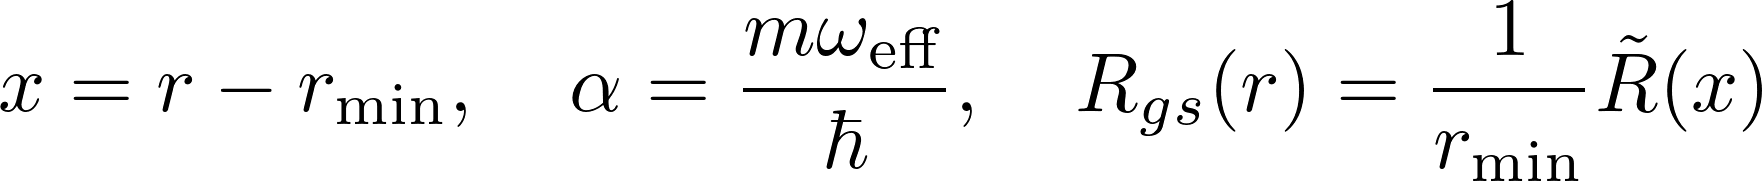 x = r − r_min, α = mω_eff / ħ, R_gs(r) = 1 / r_min R̃(x)